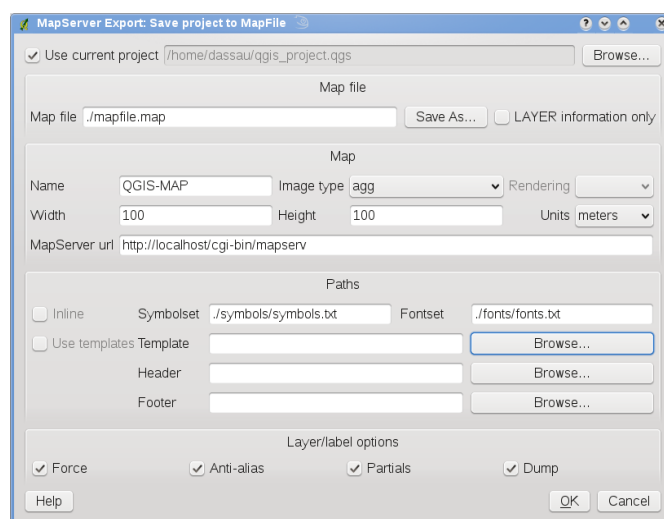 MapServer Export: Save project to MapFile
Use current project /home/dassau/qgis_project.qgs Browse...
Map file
Map file ./mapfile.map Save As... LAYER information only
Map
Name QGIS-MAP Image type agg Rendering
Width 100 Height 100 Units meters
MapServer url http://localhost/cgi-bin/mapserv
Paths
Inline Symbolset ./symbols/symbols.txt Fontset ./fonts/fonts.txt
Use templates Template Browse...
Header Browse...
Footer Browse...
Layer/label options
Force Anti-alias Partials Dump
Help OK Cancel